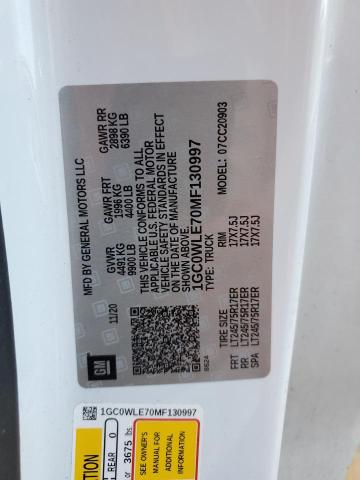 MFD BY GENERAL MOTORS LLC
11/20
GVWR
4491 KG
9900 LB
GAWR FRT
1996 KG
4400 LB
GAWR RR
2898 KG
6390 LB
THIS VEHICLE CONFORMS TO ALL
APPLICABLE U.S. FEDERAL MOTOR
VEHICLE SAFETY STANDARDS IN EFFECT
ON THE DATE OF MANUFACTURE
SHOWN ABOVE.
1GC0WLE70MF130997
TYPE: TRUCK
MODEL: 07CC20903
TIRE SIZE
RIM
FRT LT245/75R17ER 17X7.5J
RR LT245/75R17ER 17X7.5J
SPA LT245/75R17ER 17X7.5J
GM
1GC0WLE70MF130997
REAR 0
or 3675 lbs
SEE OWNER'S
MANUAL FOR
ADDITIONAL
INFORMATION